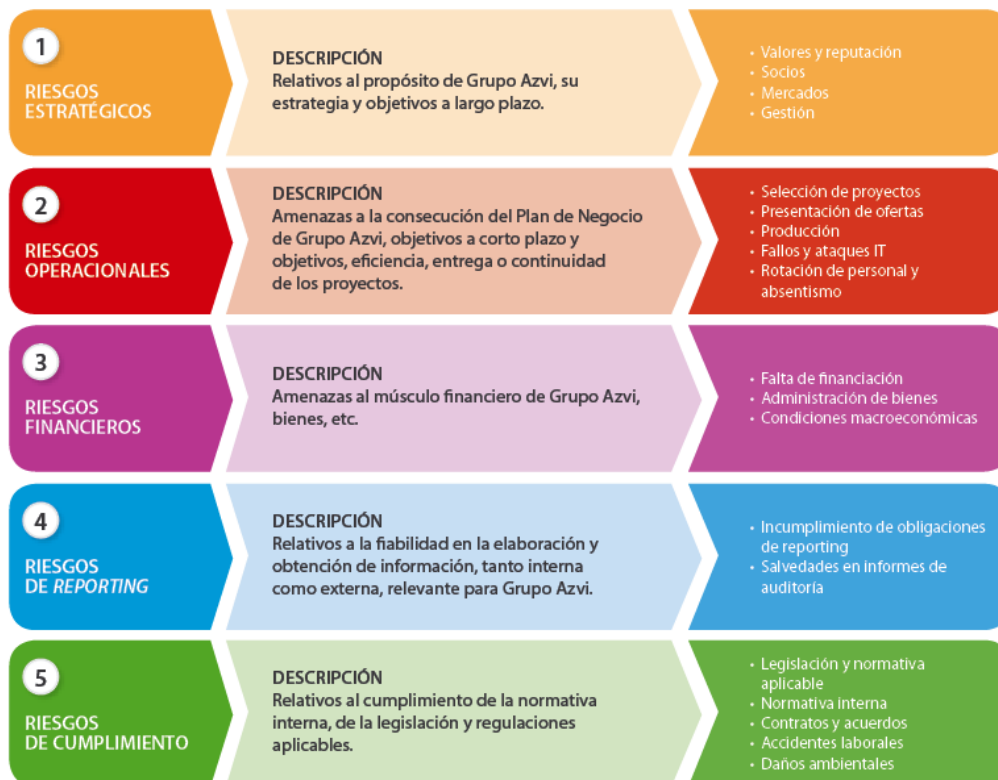 1
RIESGOS
ESTRATÉGICOS
DESCRIPCIÓN
Relativos al propósito de Grupo Azvi, su
estrategia y objetivos a largo plazo.
• Valores y reputación
• Socios
• Mercados
• Gestión
2
RIESGOS
OPERACIONALES
DESCRIPCIÓN
Amenazas a la consecución del Plan de Negocio
de Grupo Azvi, objetivos a corto plazo y
objetivos, eficiencia, entrega o continuidad
de los proyectos.
• Selección de proyectos
• Presentación de ofertas
• Producción
• Fallos y ataques IT
• Rotación de personal y
absentismo
3
RIESGOS
FINANCIEROS
DESCRIPCIÓN
Amenazas al músculo financiero de Grupo Azvi,
bienes, etc.
• Falta de financiación
• Administración de bienes
• Condiciones macroeconómicas
4
RIESGOS
DE REPORTING
DESCRIPCIÓN
Relativos a la fiabilidad en la elaboración y
obtención de información, tanto interna
como externa, relevante para Grupo Azvi.
• Incumplimiento de obligaciones
de reporting
• Salvedades en informes de
auditoría
5
RIESGOS
DE CUMPLIMIENTO
DESCRIPCIÓN
Relativos al cumplimiento de la normativa
interna, de la legislación y regulaciones
aplicables.
• Legislación y normativa
aplicable
• Normativa interna
• Contratos y acuerdos
• Accidentes laborales
• Daños ambientales